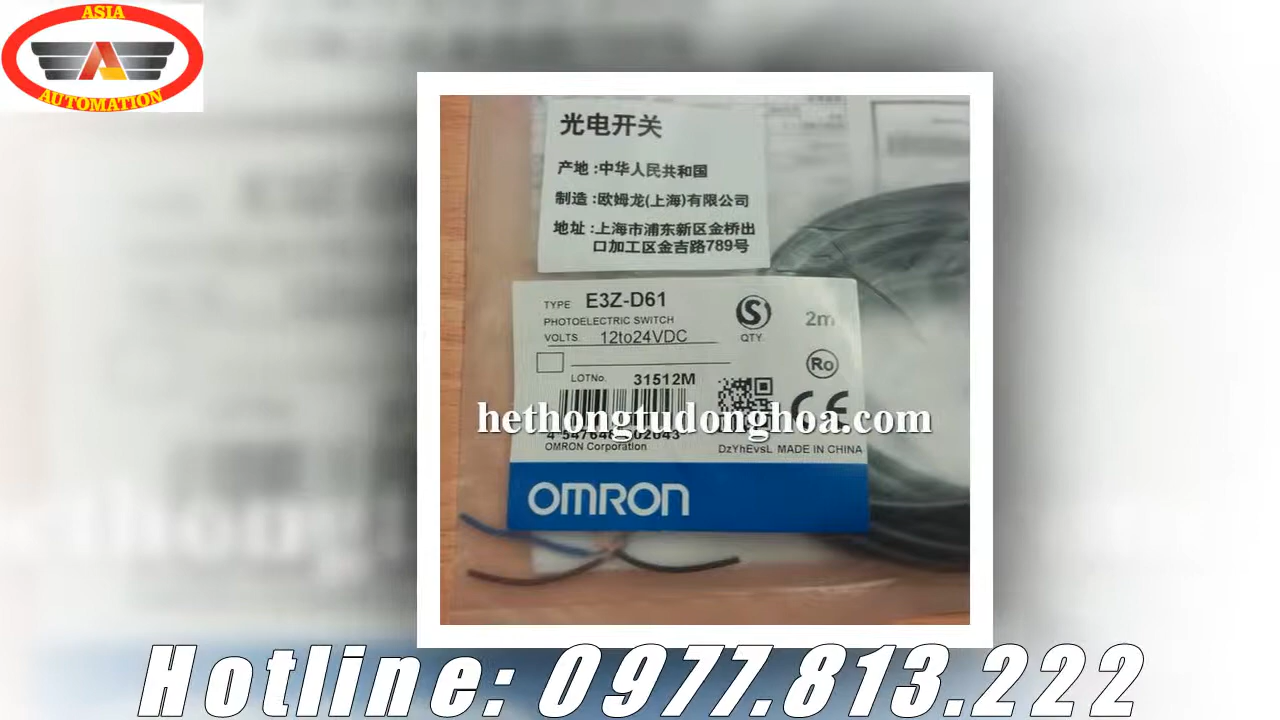 ASIA
AUTOMATION
光电开关
产地:中华人民共和国
制造:欧姆龙(上海)有限公司
地址:上海市浦东新区金桥出
口加工区金吉路789号
TYPE E3Z-D61
PHOTOELECTRIC SWITCH
VOLTS 12to24VDC
QTY
2m
Ro
LOTNo. 31512M
CE
hethongtudonghoa.com
OMRON Corporation
DzYhEvsL MADE IN CHINA
OMRON
Hotline: 0977.813.222